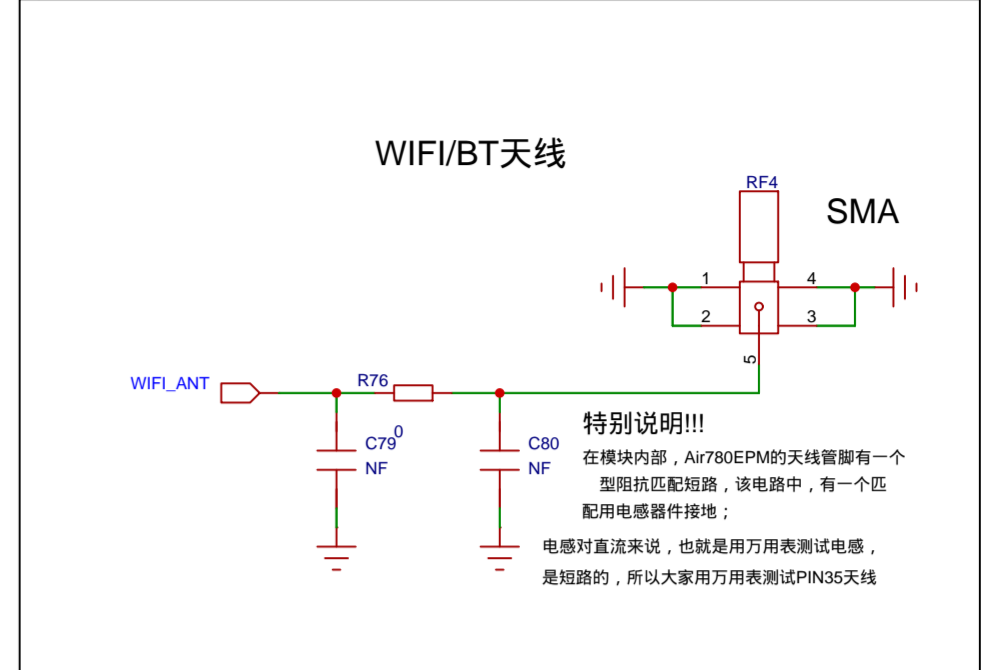 WIFI/BT天线
RF4
SMA
1
4
2
3
5
WIFI_ANT
R76
0
C79
NF
C80
NF
特别说明!!!
在模块内部，Air780EPM的天线管脚有一个
型阻抗匹配短路，该电路中，有一个匹
配用电感器件接地；
电感对直流来说，也就是用万用表测试电感，
是短路的，所以大家用万用表测试PIN35天线